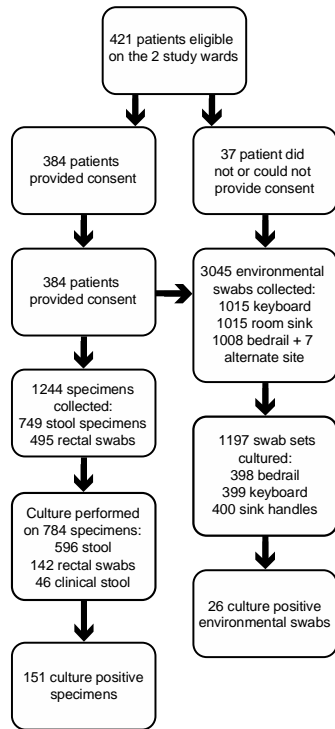 421 patients eligible
on the 2 study wards
384 patients
provided consent
37 patient did
not or could not
provide consent
384 patients
provided consent
3045 environmental
swabs collected:
1015 keyboard
1015 room sink
1008 bedrail + 7
alternate site
1244 specimens
collected:
749 stool specimens
495 rectal swabs
1197 swab sets
cultured:
398 bedrail
399 keyboard
400 sink handles
Culture performed
on 784 specimens:
596 stool
142 rectal swabs
46 clinical stool
26 culture positive
environmental swabs
151 culture positive
specimens